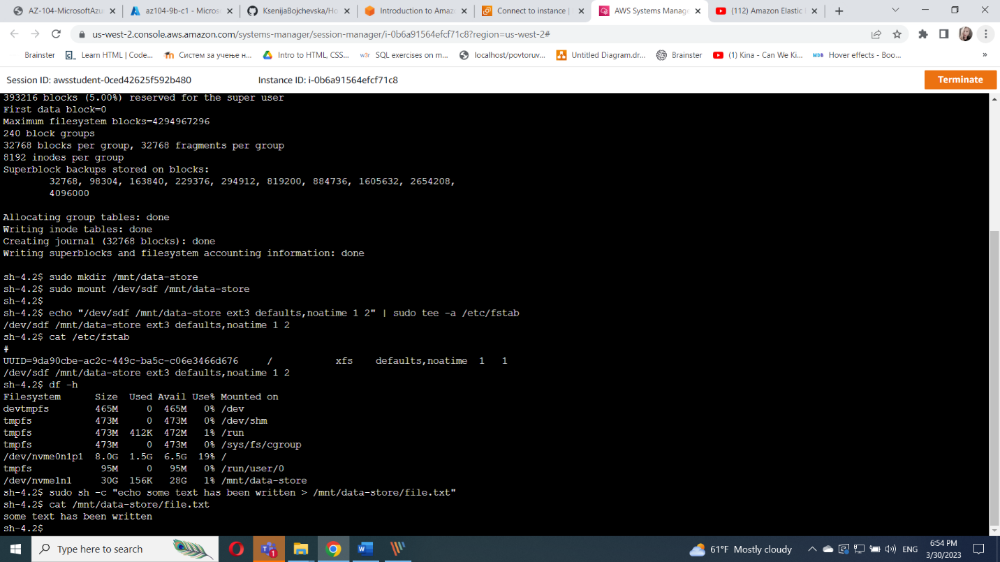 AZ-104-MicrosoftAzu
az104-9b-c1 - Micros
KsenijaBojchevska/Ho
Introduction to Amaz
Connect to instance |
AWS Systems Manage
(112) Amazon Elastic
us-west-2.console.aws.amazon.com/systems-manager/session-manager/i-0b6a91564efcf71c8?region=us-west-2#
Brainster
Learn HTML | Code...
Систем за учење н...
Intro to HTML, CSS...
w3r SQL exercises on m...
localhost/povtoruv...
Untitled Diagram.dr...
Brainster
(1) Kina - Can We Ki...
MDB Hover effects - Boo...
»
Session ID: awsstudent-0ced42625f592b480
Instance ID: i-0b6a91564efcf71c8
Terminate
393216 blocks (5.00%) reserved for the super user
First data block=0
Maximum filesystem blocks=4294967296
240 block groups
32768 blocks per group, 32768 fragments per group
8192 inodes per group
Superblock backups stored on blocks:
32768, 98304, 163840, 229376, 294912, 819200, 884736, 1605632, 2654208,
4096000
Allocating group tables: done
Writing inode tables: done
Creating journal (32768 blocks): done
Writing superblocks and filesystem accounting information: done
sh-4.2$ sudo mkdir /mnt/data-store
sh-4.2$ sudo mount /dev/sdf /mnt/data-store
sh-4.2$
sh-4.2$ echo "/dev/sdf /mnt/data-store ext3 defaults,noatime 1 2" | sudo tee -a /etc/fstab
/dev/sdf /mnt/data-store ext3 defaults,noatime 1 2
sh-4.2$ cat /etc/fstab
#
UUID=9da90cbe-ac2c-449c-ba5c-c06e3466d676 / xfs defaults,noatime 1 1
/dev/sdf /mnt/data-store ext3 defaults,noatime 1 2
sh-4.2$ df -h
Filesystem Size Used Avail Use% Mounted on
devtmpfs 465M 0 465M 0% /dev
tmpfs 473M 0 473M 0% /dev/shm
tmpfs 473M 412K 472M 1% /run
tmpfs 473M 0 473M 0% /sys/fs/cgroup
/dev/nvme0n1p1 8.0G 1.5G 6.5G 19% /
tmpfs 95M 0 95M 0% /run/user/0
/dev/nvme1n1 30G 156K 28G 1% /mnt/data-store
sh-4.2$ sudo sh -c "echo some text has been written > /mnt/data-store/file.txt"
sh-4.2$ cat /mnt/data-store/file.txt
some text has been written
sh-4.2$
Type here to search
1
61°F Mostly cloudy
ENG
6:54 PM
3/30/2023